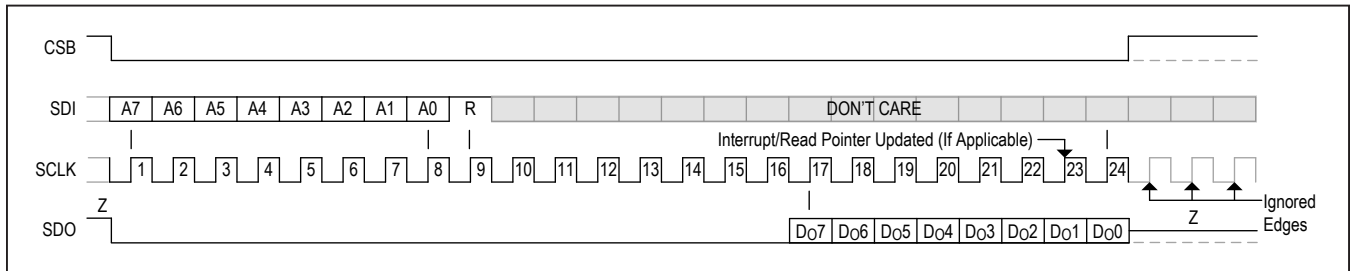 CSB
SDI A7 A6 A5 A4 A3 A2 A1 A0 R DON'T CARE
Interrupt/Read Pointer Updated (If Applicable)
SCLK 1 2 3 4 5 6 7 8 9 10 11 12 13 14 15 16 17 18 19 20 21 22 23 24
Z Z Ignored
Edges
SDO DO7 DO6 DO5 DO4 DO3 DO2 DO1 DO0